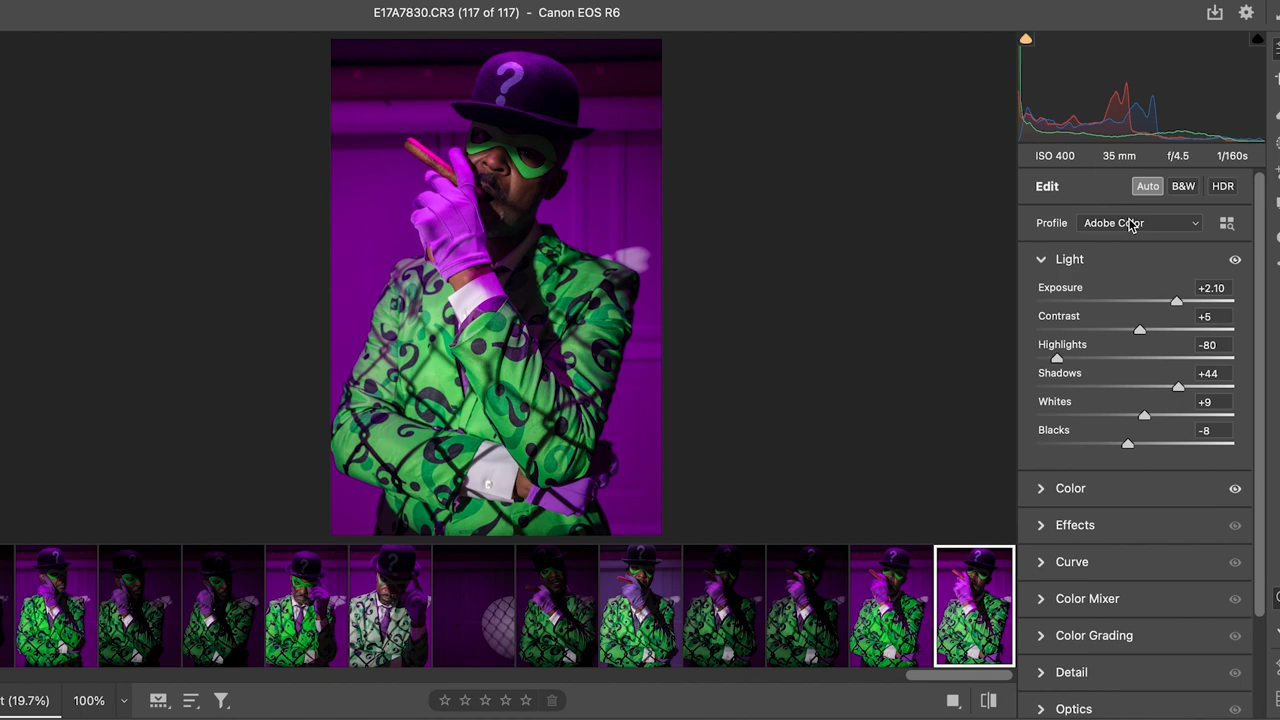 E17A7830.CR3 (117 of 117) - Canon EOS R6
?
ISO 400 35 mm f/4.5 1/160s
Edit Auto B&W HDR
Profile Adobe Color
Light
Exposure +2.10
Contrast +5
Highlights -80
Shadows +44
Whites +9
Blacks -8
Color
Effects
Curve
Color Mixer
Color Grading
Detail
Optics
t (19.7%) 100%